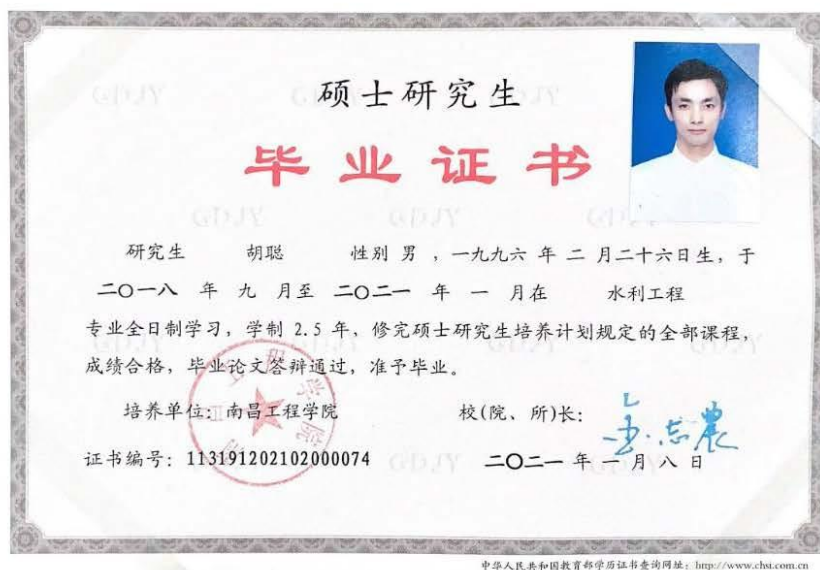 硕士研究生
毕业证书
研究生 胡聪 性别 男 ，一九九六 年 二 月二十六日生，于
二〇一八 年 九 月至 二〇二一 年 一 月在 水利工程
专业全日制学习，学制 2.5 年，修完硕士研究生培养计划规定的全部课程，
成绩合格，毕业论文答辩通过，准予毕业。
培养单位：南昌工程学院 校(院、所)长：
证书编号：113191202102000074 二〇二一 年 一 月 八 日
中华人民共和国教育部学历证书查询网址：http://www.chsi.com.cn